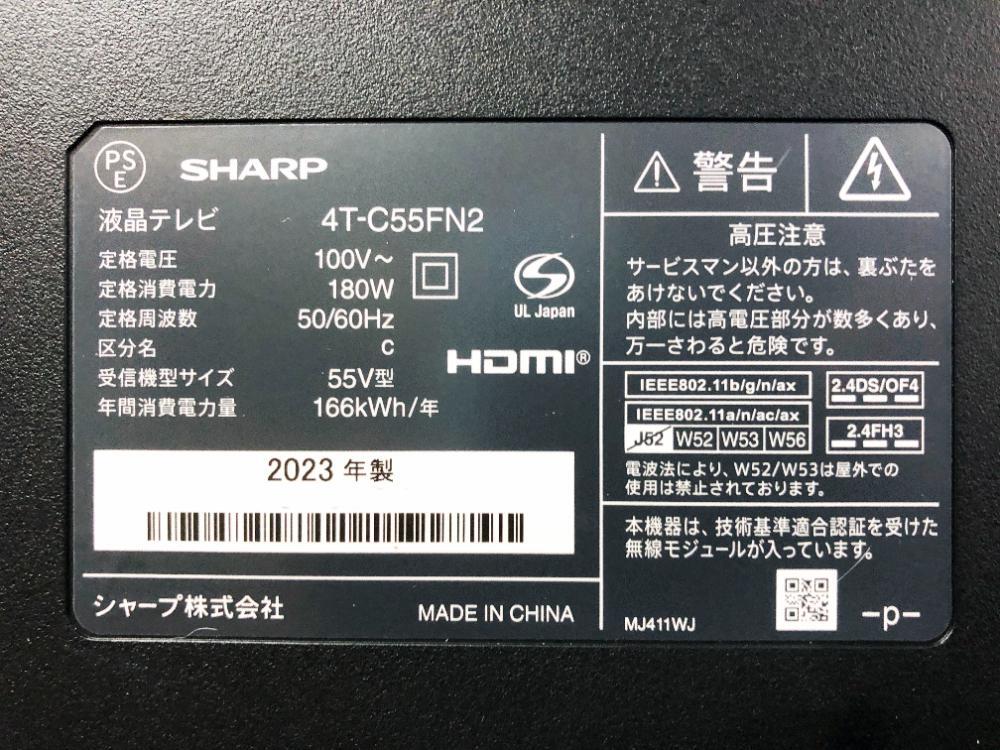 PS
E
SHARP
液晶テレビ 4T-C55FN2
定格電圧 100V～
定格消費電力 180W
定格周波数 50/60Hz
区分名 C
受信機型サイズ 55V型
年間消費電力量 166kWh/年
S
UL Japan
HDMI®
2023 年製
シャープ株式会社 MADE IN CHINA
警告
高圧注意
サービスマン以外の方は、裏ぶたを
あけないでください。
内部には高電圧部分が数多くあり、
万一さわると危険です。
IEEE802.11b/g/n/ax
2.4DS/OF4
IEEE802.11a/n/ac/ax
J52 W52 W53 W56
2.4FH3
電波法により、W52/W53は屋外での
使用は禁止されております。
本機器は、技術基準適合認証を受けた
無線モジュールが入っています。
MJ411WJ
-p-